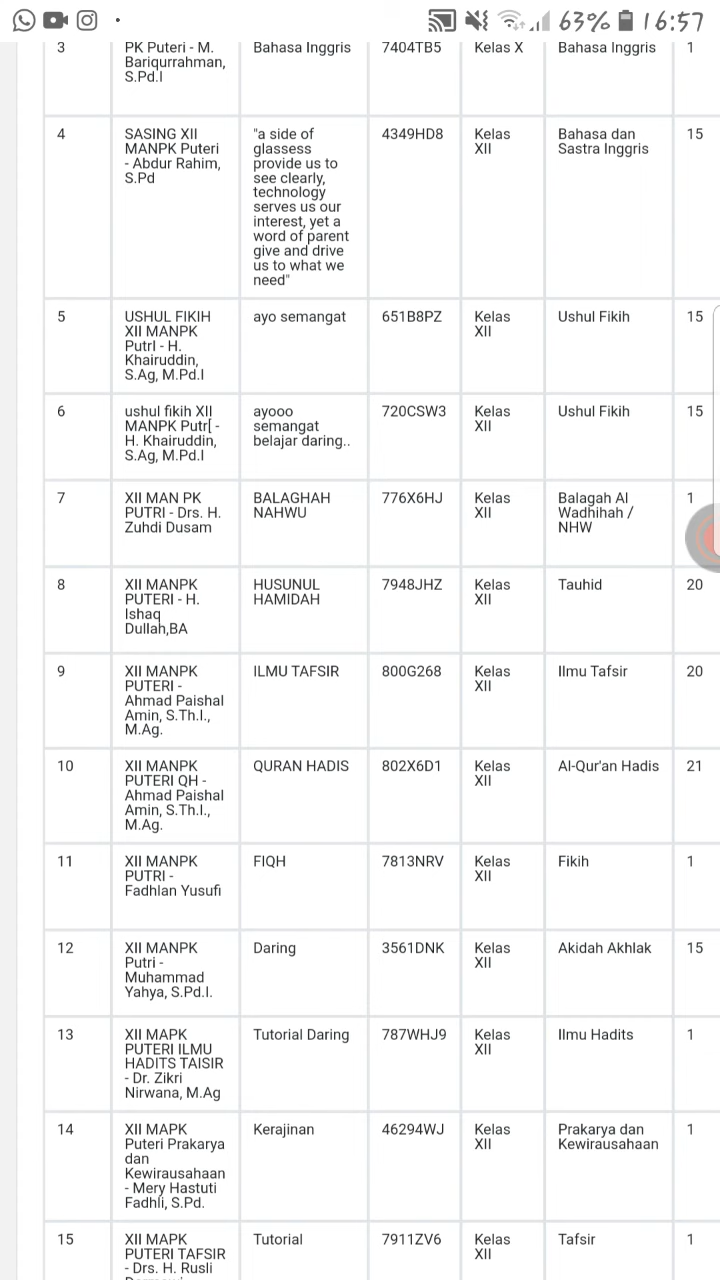 63% 16:57
3 PK Puteri - M. Bahasa Inggris 7404TB5 Kelas X Bahasa Inggris 1
Bariqurrahman,
S.Pd.I
4 SASING XII "a side of 4349HD8 Kelas Bahasa dan 15
MANPK Puteri glassess XII Sastra Inggris
- Abdur Rahim, provide us to
S.Pd see clearly,
technology
serves us our
interest, yet a
word of parent
give and drive
us to what we
need"
5 USHUL FIKIH ayo semangat 651B8PZ Kelas Ushul Fikih 15
XII MANPK XII
PutrI - H.
Khairuddin,
S.Ag, M.Pd.I
6 ushul fikih XII ayooo 720CSW3 Kelas Ushul Fikih 15
MANPK Putr[ - semangat XII
H. Khairuddin, belajar daring..
S.Ag, M.Pd.I
7 XII MAN PK BALAGHAH 776X6HJ Kelas Balagah Al 1
PUTRI - Drs. H. NAHWU XII Wadhihah /
Zuhdi Dusam NHW
8 XII MANPK HUSUNUL 7948JHZ Kelas Tauhid 20
PUTERI - H. HAMIDAH XII
Ishaq
Dullah,BA
9 XII MANPK ILMU TAFSIR 800G268 Kelas Ilmu Tafsir 20
PUTERI - XII
Ahmad Paishal
Amin, S.Th.I.,
M.Ag.
10 XII MANPK QURAN HADIS 802X6D1 Kelas Al-Qur'an Hadis 21
PUTERI QH - XII
Ahmad Paishal
Amin, S.Th.I.,
M.Ag.
11 XII MANPK FIQH 7813NRV Kelas Fikih 1
PUTRI - XII
Fadhlan Yusufi
12 XII MANPK Daring 3561DNK Kelas Akidah Akhlak 15
Putri - XII
Muhammad
Yahya, S.Pd.I.
13 XII MAPK Tutorial Daring 787WHJ9 Kelas Ilmu Hadits 1
PUTERI ILMU XII
HADITS TAISIR
- Dr. Zikri
Nirwana, M.Ag
14 XII MAPK Kerajinan 46294WJ Kelas Prakarya dan 1
Puteri Prakarya XII Kewirausahaan
dan
Kewirausahaan
- Mery Hastuti
Fadhli, S.Pd.
15 XII MAPK Tutorial 7911ZV6 Kelas Tafsir 1
PUTERI TAFSIR XII
- Drs. H. Rusli